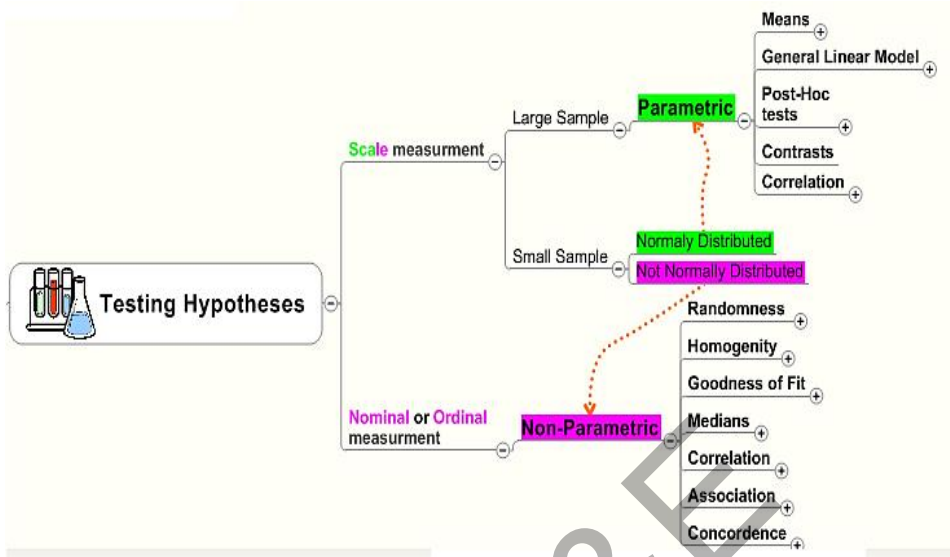 Testing Hypotheses
Scale measurment
Large Sample
Parametric
Means
General Linear Model
Post-Hoc
tests
Contrasts
Correlation
Small Sample
Normaly Distributed
Not Normally Distributed
Nominal or Ordinal
measurment
Non-Parametric
Randomness
Homogenity
Goodness of Fit
Medians
Correlation
Association
Concordence